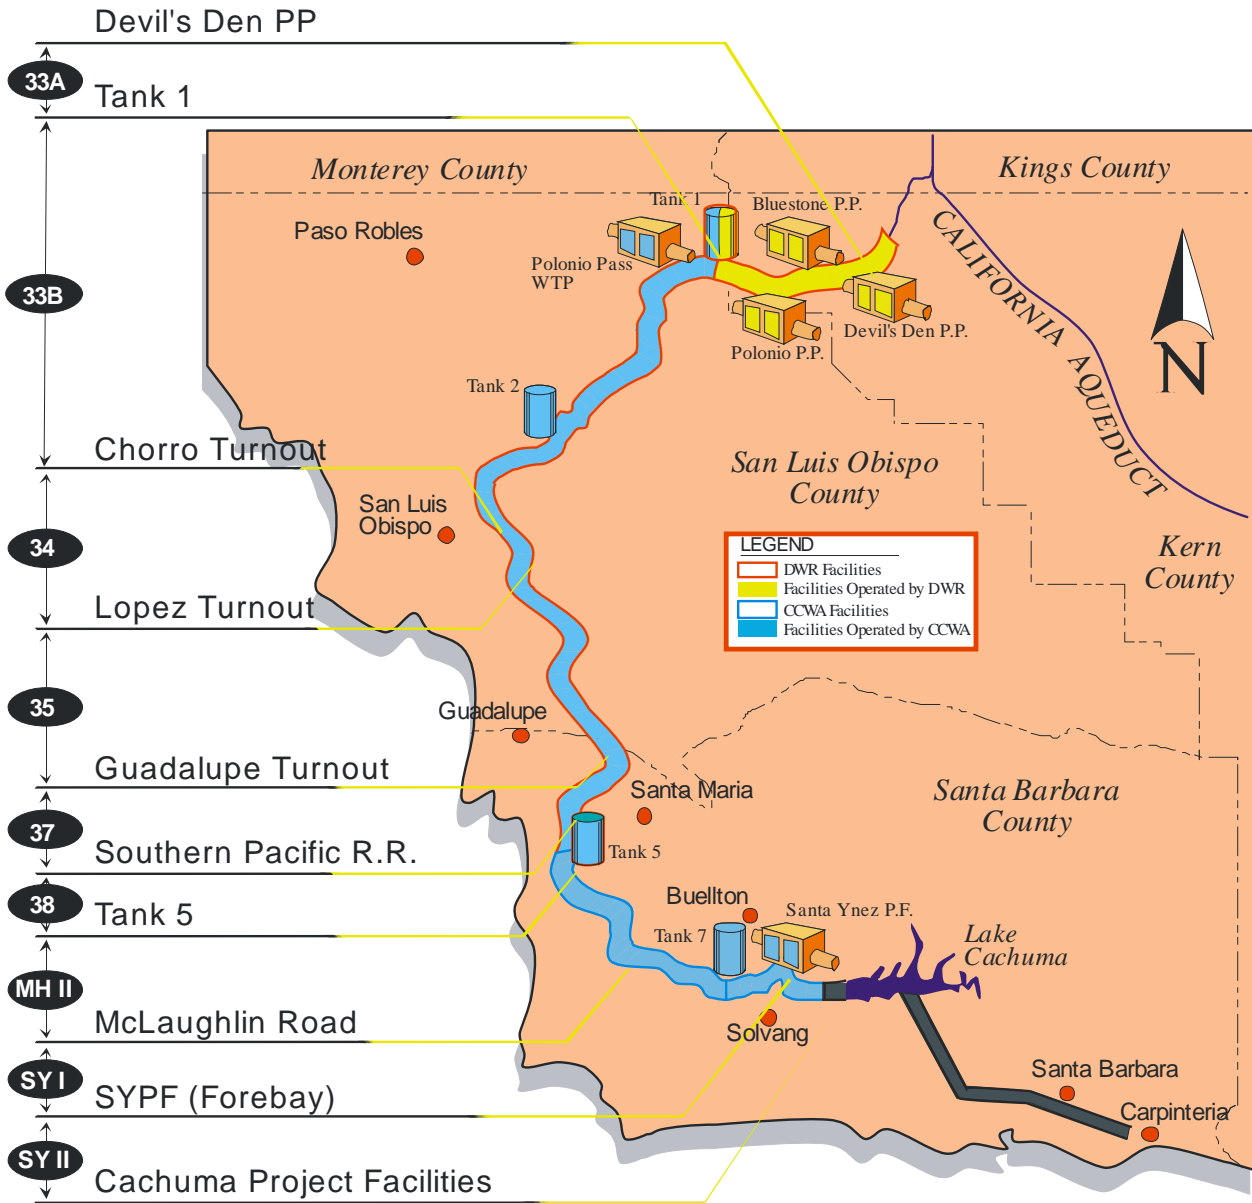 Devil's Den PP
33A
Tank 1
33B
Chorro Turnout
34
Lopez Turnout
35
Guadalupe Turnout
37
Southern Pacific R.R.
38
Tank 5
MH II
McLaughlin Road
SY I
SYPF (Forebay)
SY II
Cachuma Project Facilities
Monterey County
Kings County
Paso Robles
Tank 1
Bluestone P.P.
Polonio Pass
WTP
Devil's Den P.P.
Polonio P.P.
CALIFORNIA AQUEDUCT
N
Tank 2
San Luis Obispo
County
San Luis
Obispo
Kern
County
LEGEND
DWR Facilities
Facilities Operated by DWR
CCWA Facilities
Facilities Operated by CCWA
Guadalupe
Santa Maria
Santa Barbara
County
Tank 5
Buellton
Santa Ynez P.F.
Tank 7
Lake
Cachuma
Solvang
Santa Barbara
Carpinteria